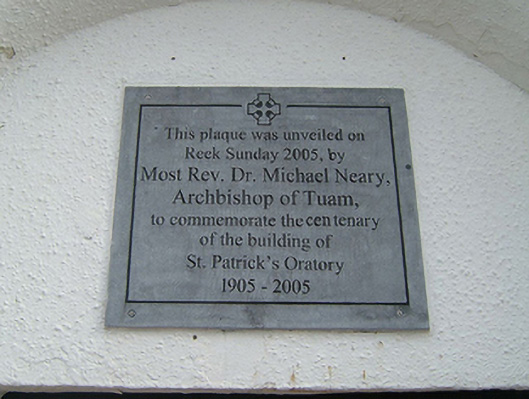 This plaque was unveiled on
Reek Sunday 2005, by
Most Rev. Dr. Michael Neary,
Archbishop of Tuam,
to commemorate the centenary
of the building of
St. Patrick's Oratory
1905 - 2005